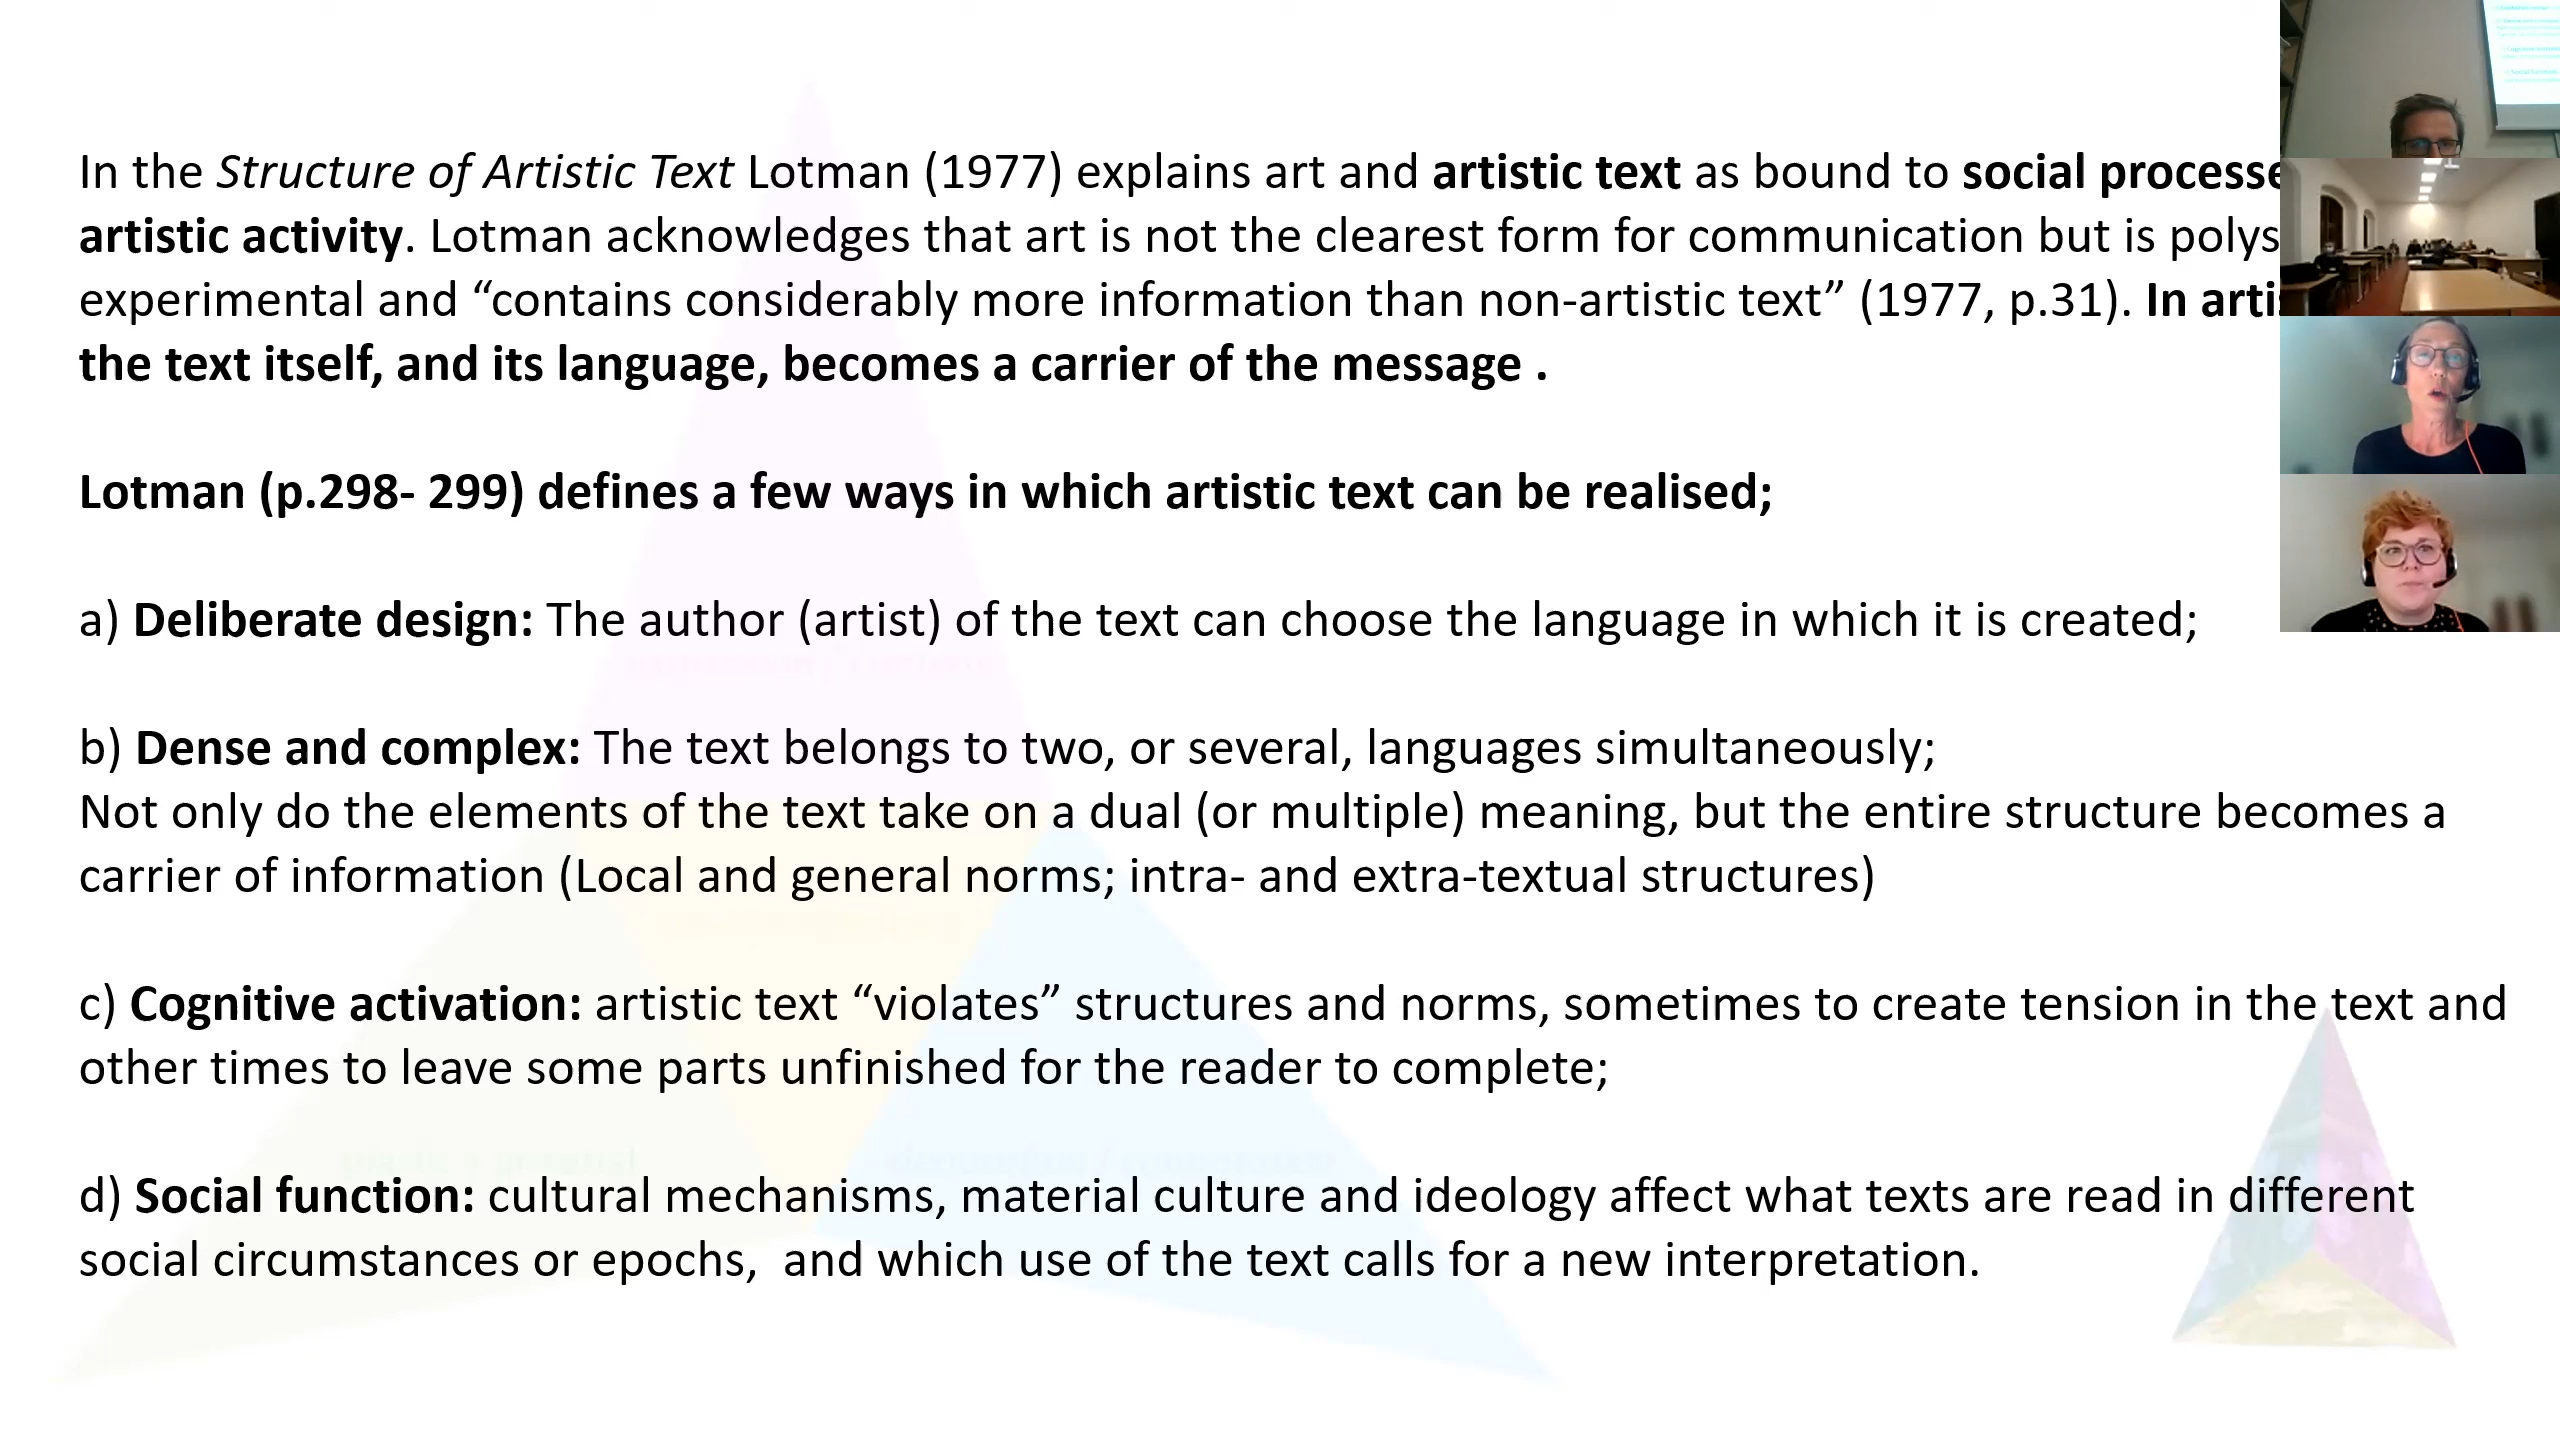 In the Structure of Artistic Text Lotman (1977) explains art and artistic text as bound to social
artistic activity. Lotman acknowledges that art is not the clearest form for communication but is
experimental and “contains considerably more information than non-artistic text” (1977, p.31). In
the text itself, and its language, becomes a carrier of the message .
Lotman (p.298- 299) defines a few ways in which artistic text can be realised;
a) Deliberate design: The author (artist) of the text can choose the language in which it is created;
b) Dense and complex: The text belongs to two, or several, languages simultaneously;
Not only do the elements of the text take on a dual (or multiple) meaning, but the entire structure becomes a
carrier of information (Local and general norms; intra- and extra-textual structures)
c) Cognitive activation: artistic text “violates” structures and norms, sometimes to create tension in the text and
other times to leave some parts unfinished for the reader to complete;
d) Social function: cultural mechanisms, material culture and ideology affect what texts are read in different
social circumstances or epochs,  and which use of the text calls for a new interpretation.